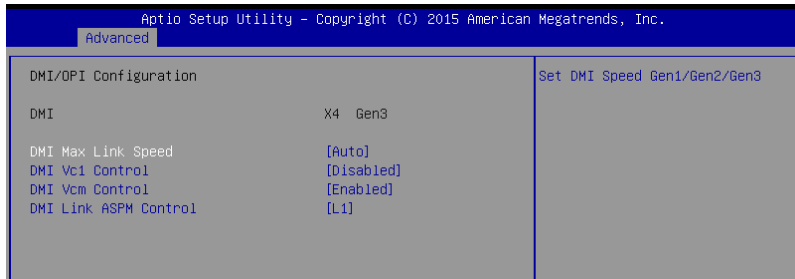 Aptio Setup Utility – Copyright (C) 2015 American Megatrends, Inc.
Advanced
DMI/OPI Configuration
Set DMI Speed Gen1/Gen2/Gen3
DMI X4 Gen3
DMI Max Link Speed [Auto]
DMI Vc1 Control [Disabled]
DMI Vcm Control [Enabled]
DMI Link ASPM Control [L1]